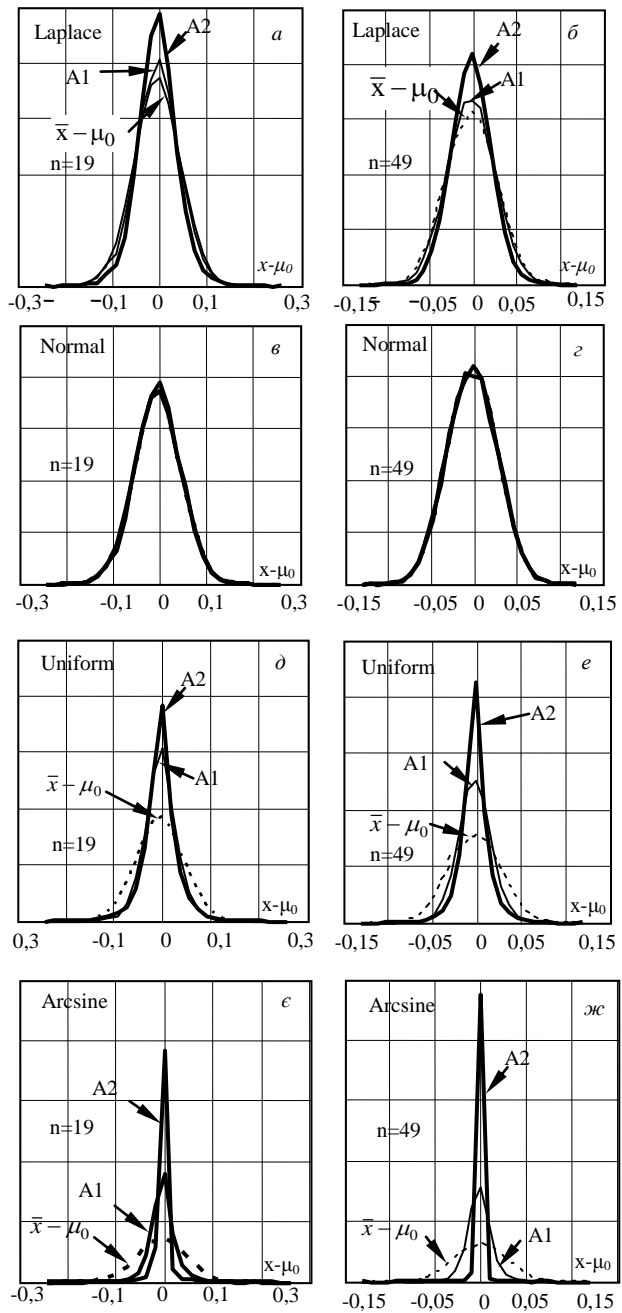 Laplace а
A2
A1
x̅ – μ₀
n=19
x-μ₀
-0,3 -0,1 0 0,1 0,3
Laplace б
A2
A1
x̅ – μ₀
n=49
x-μ₀
-0,15 -0,05 0 0,05 0,15
Normal в
n=19
x-μ₀
-0,3 -0,1 0 0,1 0,3
Normal г
n=49
x-μ₀
-0,15 -0,05 0 0,05 0,15
Uniform д
A2
A1
x̅ – μ₀
n=19
x-μ₀
0,3 -0,1 0 0,1 0,3
Uniform е
A2
A1
x̅ – μ₀
n=49
x-μ₀
-0,15 -0,05 0 0,05 0,15
Arcsine є
A2
n=19
A1
x̅ – μ₀
x-μ₀
-0,3 -0,1 0 0,1 0,3
Arcsine ж
A2
n=49
x̅ – μ₀
A1
x-μ₀
-0,15 -0,05 0 0,05 0,15